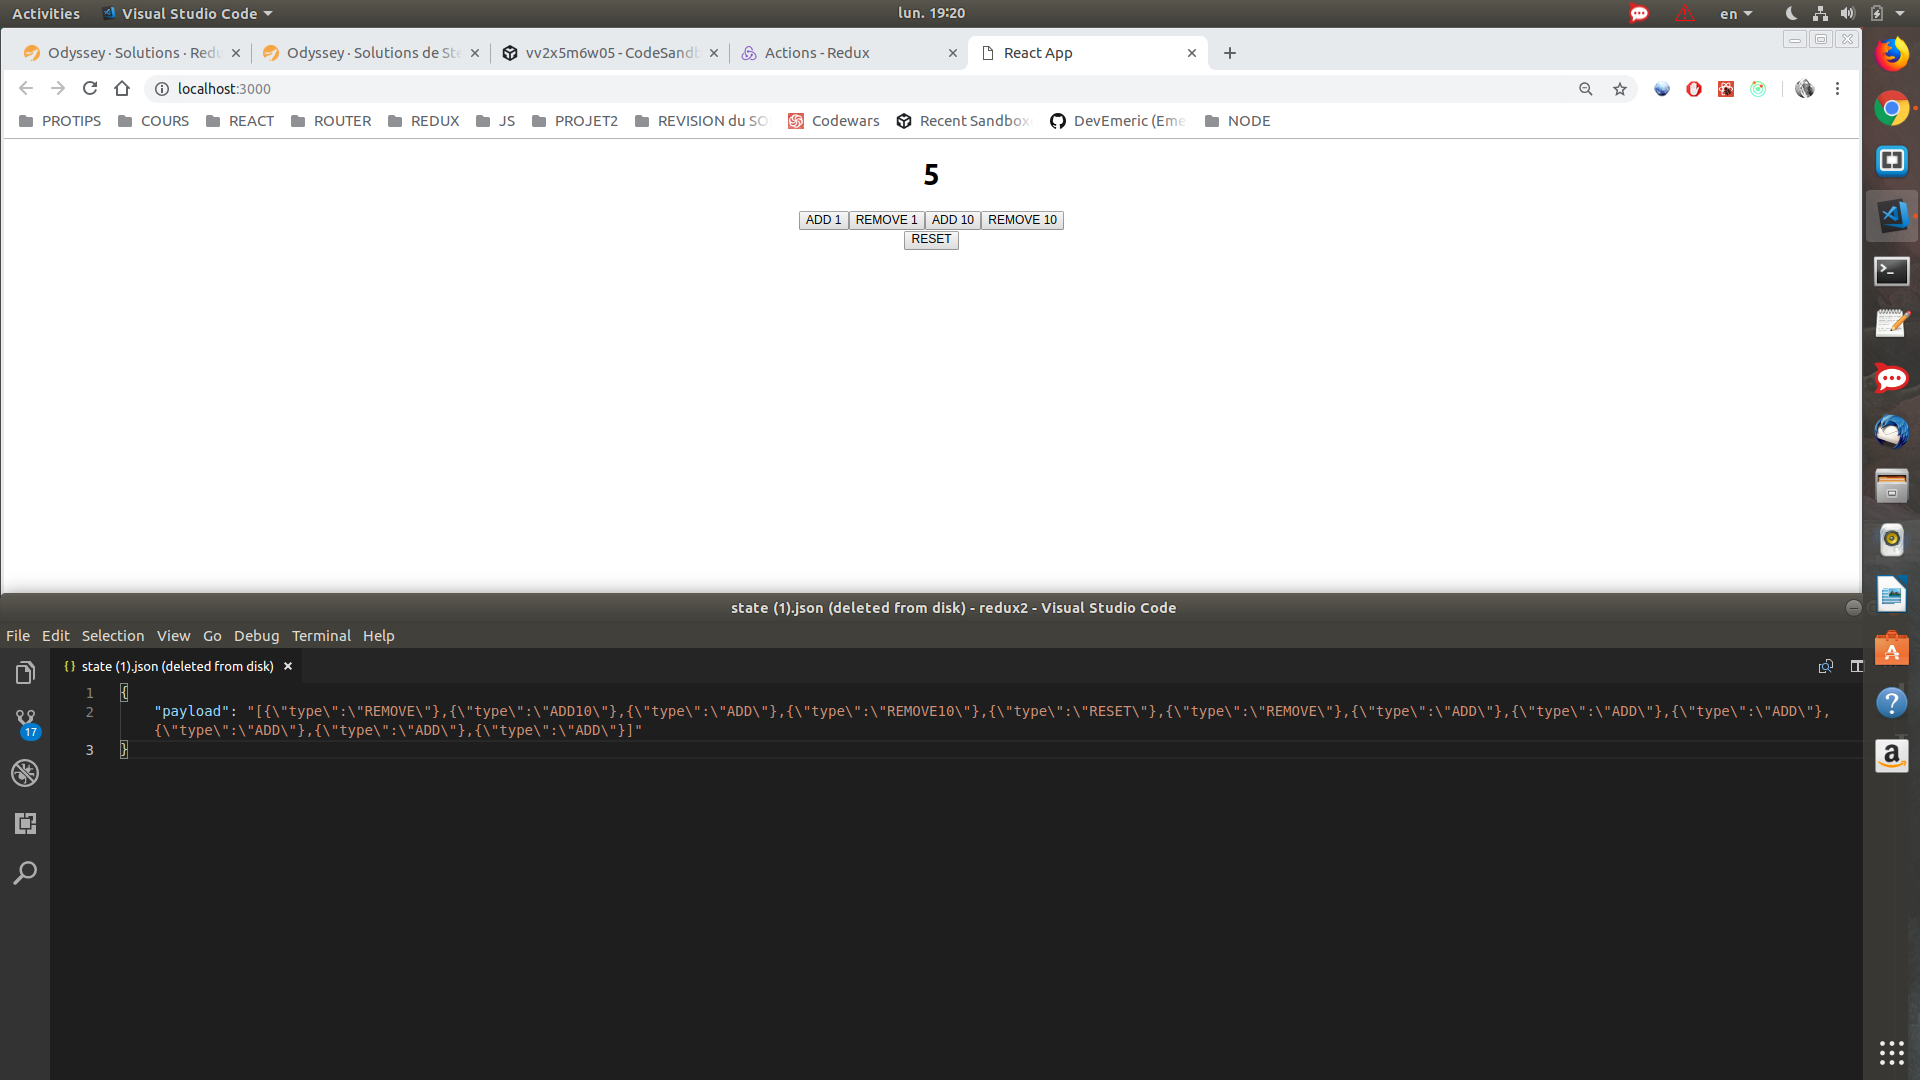 Activities Visual Studio Code lun. 19:20 en
Odyssey · Solutions · Redu Odyssey · Solutions de Ste vv2x5m6w05 - CodeSandb Actions - Redux React App
localhost:3000
PROTIPS COURS REACT ROUTER REDUX JS PROJET2 REVISION du SO Codewars Recent Sandbox DevEmeric (Eme NODE
5
ADD 1 REMOVE 1 ADD 10 REMOVE 10
RESET
state (1).json (deleted from disk) - redux2 - Visual Studio Code
File Edit Selection View Go Debug Terminal Help
{} state (1).json (deleted from disk)
1 {
2 "payload": "[{\"type\":\"REMOVE\"},{\"type\":\"ADD10\"},{\"type\":\"ADD\"},{\"type\":\"REMOVE10\"},{\"type\":\"RESET\"},{\"type\":\"REMOVE\"},{\"type\":\"ADD\"},{\"type\":\"ADD\"},{\"type\":\"ADD\"},
{\"type\":\"ADD\"},{\"type\":\"ADD\"},{\"type\":\"ADD\"}]"
3 }
17